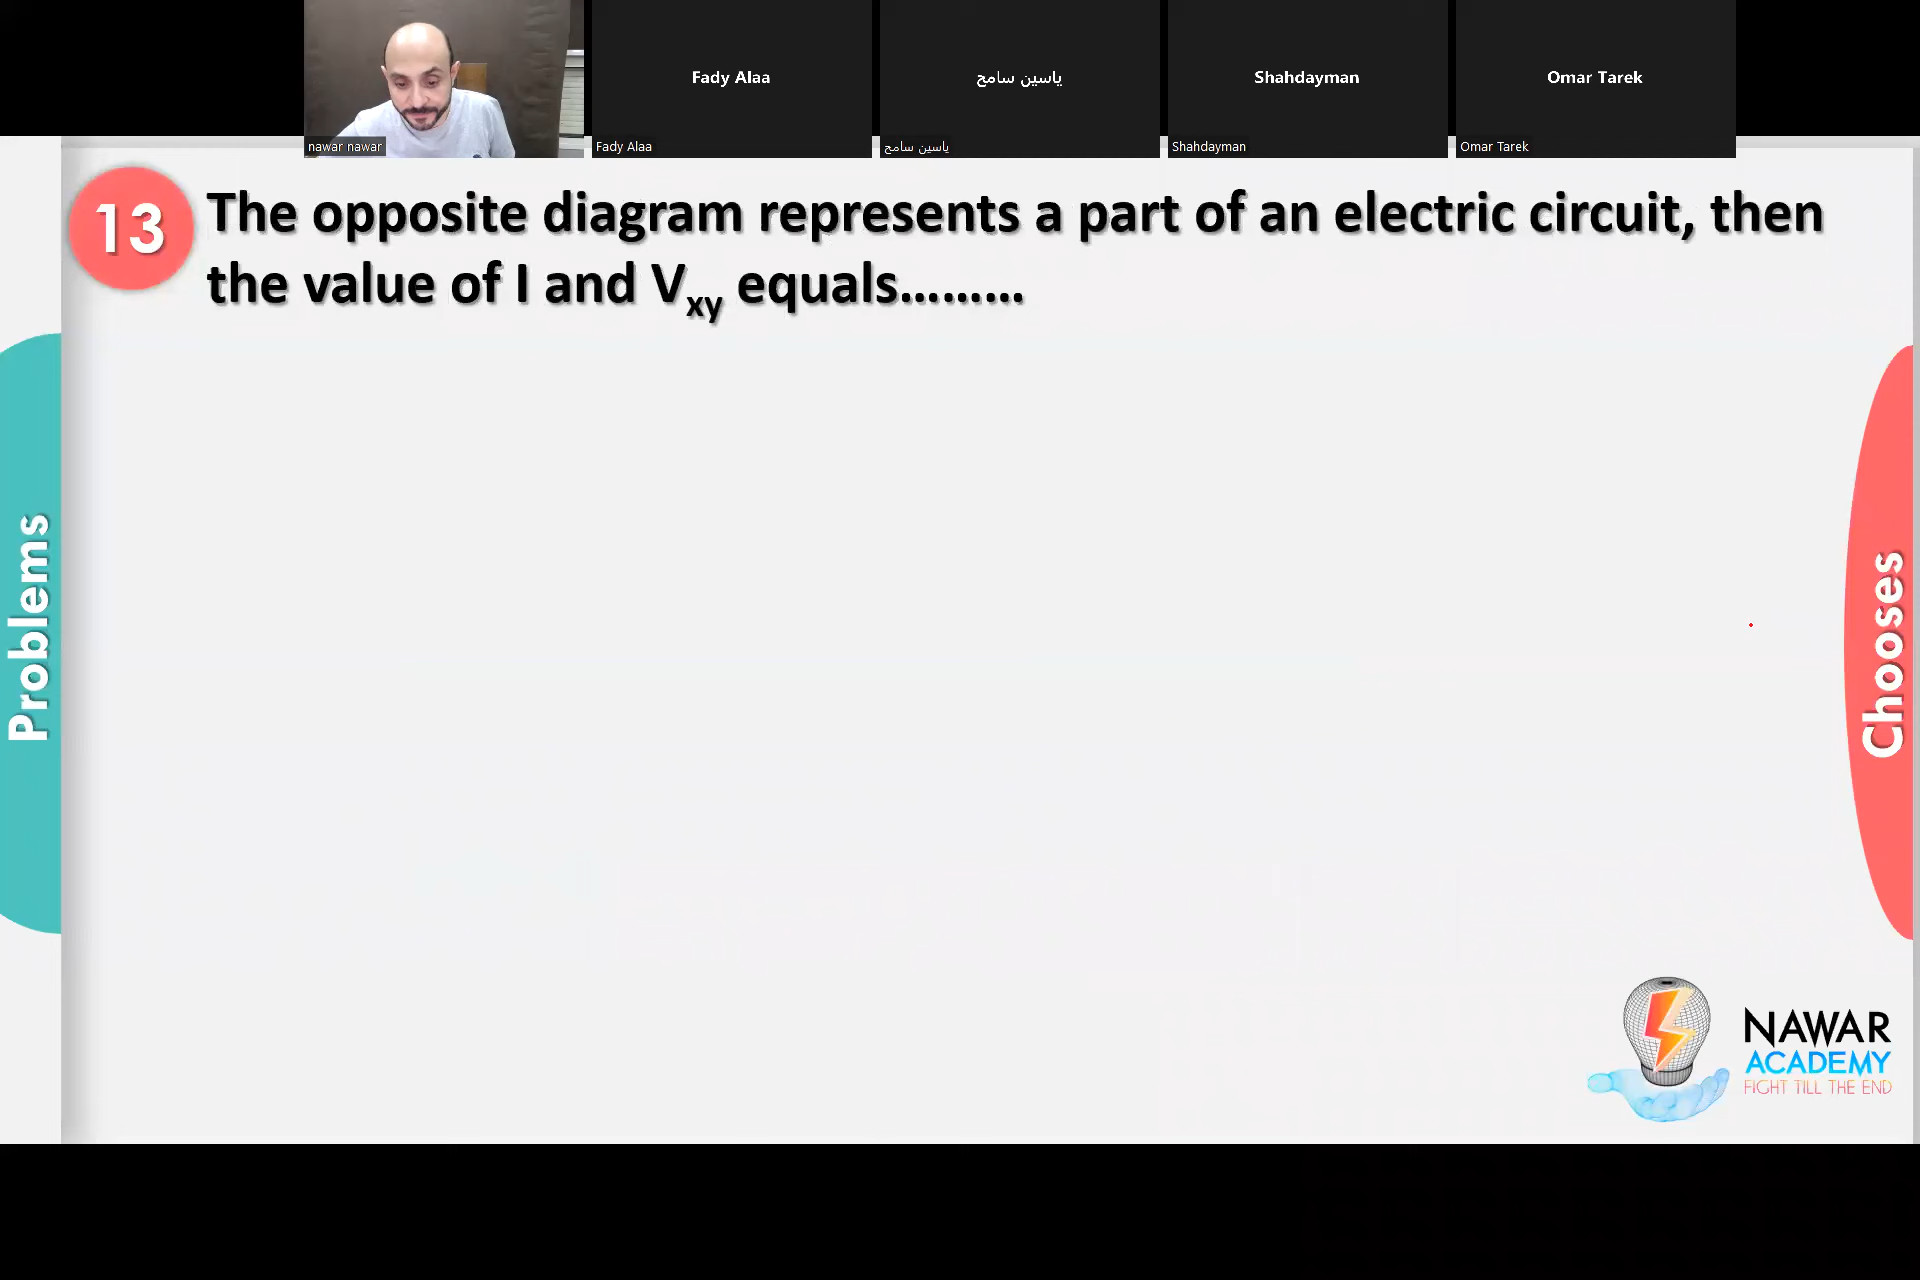 Fady Alaa
ياسين سامح
Shahdayman
Omar Tarek
nawar nawar
Fady Alaa
ياسين سامح
Shahdayman
Omar Tarek
13
The opposite diagram represents a part of an electric circuit, then
the value of I and Vxy equals.........
Problems
Chooses
NAWAR
ACADEMY
FIGHT TILL THE END